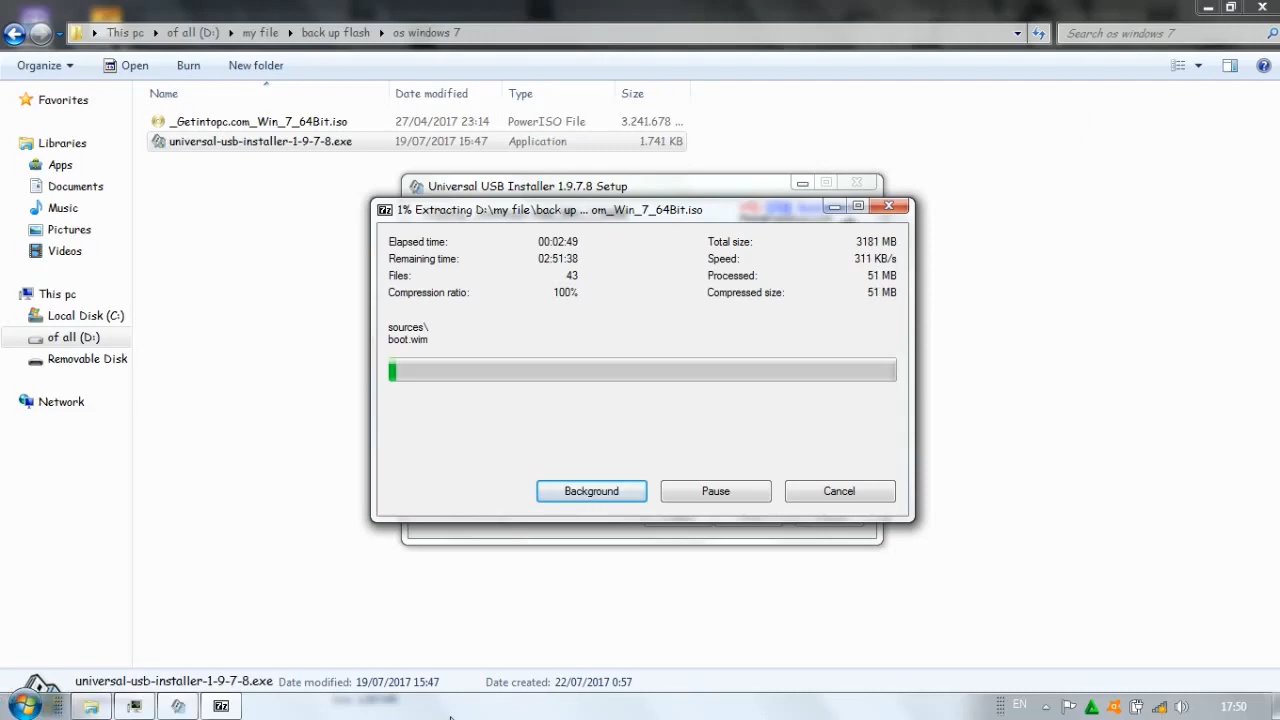 This pc ▸ of all (D:) ▸ my file ▸ back up flash ▸ os windows 7
Search os windows 7
Organize Open Burn New folder
Name Date modified Type Size
_Getintopc.com_Win_7_64Bit.iso 27/04/2017 23:14 PowerISO File 3.241.678 ...
universal-usb-installer-1-9-7-8.exe 19/07/2017 15:47 Application 1.741 KB
Favorites
Libraries
Apps
Documents
Music
Pictures
Videos
This pc
Local Disk (C:)
of all (D:)
Removable Disk
Network
Universal USB Installer 1.9.7.8 Setup
7z 1% Extracting D:\my file\back up ... om_Win_7_64Bit.iso
Elapsed time: 00:02:49 Total size: 3181 MB
Remaining time: 02:51:38 Speed: 311 KB/s
Files: 43 Processed: 51 MB
Compression ratio: 100% Compressed size: 51 MB
sources\
boot.wim
Background Pause Cancel
universal-usb-installer-1-9-7-8.exe Date modified: 19/07/2017 15:47 Date created: 22/07/2017 0:57
7z EN 17:50